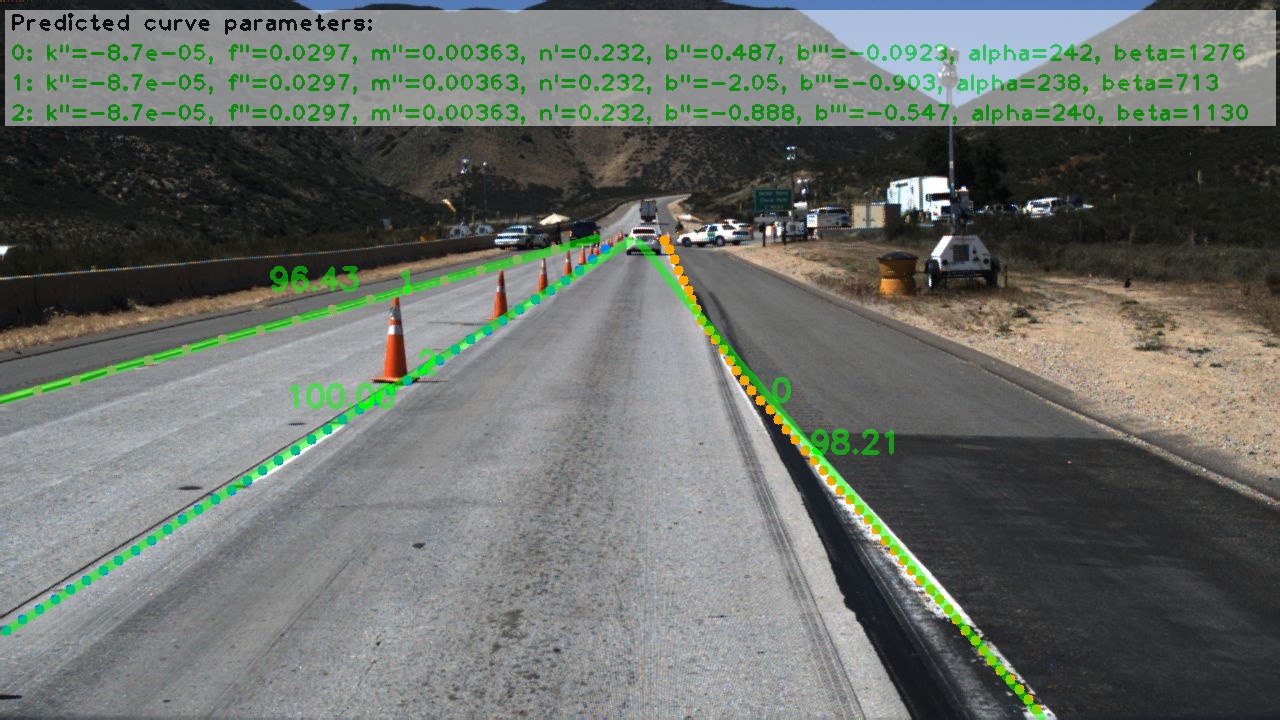 Predicted curve parameters:
0: k''=-8.7e-05, f''=0.0297, m''=0.00363, n'=0.232, b''=0.487, b'''=-0.0923, alpha=242, beta=1276
1: k''=-8.7e-05, f''=0.0297, m''=0.00363, n'=0.232, b''=-2.05, b'''=-0.903, alpha=238, beta=713
2: k''=-8.7e-05, f''=0.0297, m''=0.00363, n'=0.232, b''=-0.888, b'''=-0.547, alpha=240, beta=1130
96.43
1
2
100.00
0
98.21